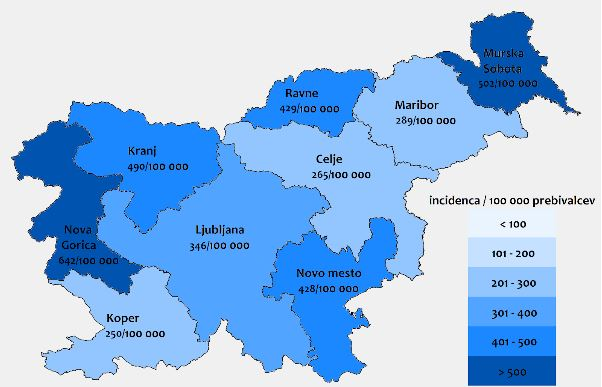 Murska
Sobota
502/100 000
Ravne
429/100 000
Maribor
289/100 000
Kranj
490/100 000
Celje
265/100 000
incidenca / 100 000 prebivalcev
Nova
Gorica
642/100 000
Ljubljana
346/100 000
Novo mesto
428/100 000
Koper
250/100 000
< 100
101 - 200
201 - 300
301 - 400
401 - 500
> 500